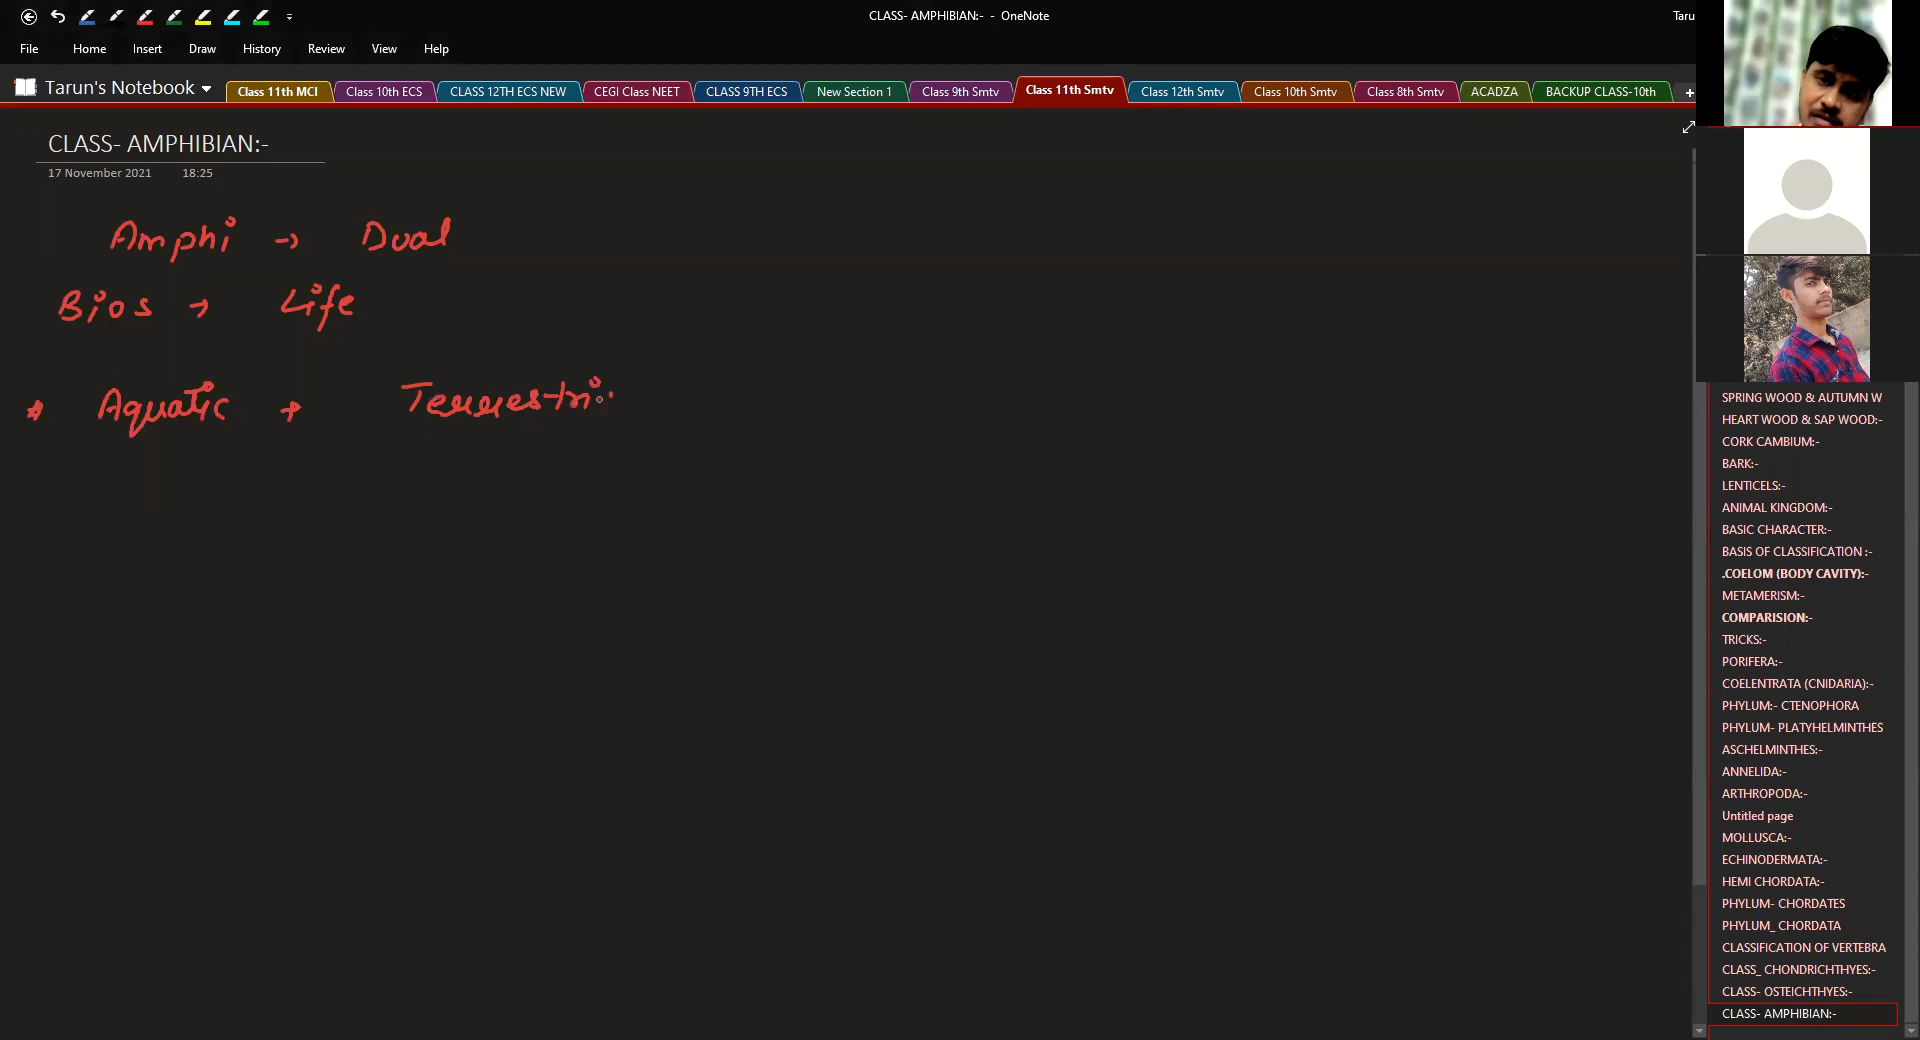 CLASS- AMPHIBIAN:- - OneNote
Taru
File Home Insert Draw History Review View Help
Tarun's Notebook
Class 11th MCI Class 10th ECS CLASS 12TH ECS NEW CEGI Class NEET CLASS 9TH ECS New Section 1 Class 9th Smtv Class 11th Smtv Class 12th Smtv Class 10th Smtv Class 8th Smtv ACADZA BACKUP CLASS-10th +
CLASS- AMPHIBIAN:-
17 November 2021 18:25
Amphi → Dual
Bios → Life
* Aquatic + Terrestri
SPRING WOOD & AUTUMN W
HEART WOOD & SAP WOOD:-
CORK CAMBIUM:-
BARK:-
LENTICELS:-
ANIMAL KINGDOM:-
BASIC CHARACTER:-
BASIS OF CLASSIFICATION :-
.COELOM (BODY CAVITY):-
METAMERISM:-
COMPARISION:-
TRICKS:-
PORIFERA:-
COELENTRATA (CNIDARIA):-
PHYLUM:- CTENOPHORA
PHYLUM- PLATYHELMINTHES
ASCHELMINTHES:-
ANNELIDA:-
ARTHROPODA:-
Untitled page
MOLLUSCA:-
ECHINODERMATA:-
HEMI CHORDATA:-
PHYLUM- CHORDATES
PHYLUM_ CHORDATA
CLASSIFICATION OF VERTEBRA
CLASS_ CHONDRICHTHYES:-
CLASS- OSTEICHTHYES:-
CLASS- AMPHIBIAN:-